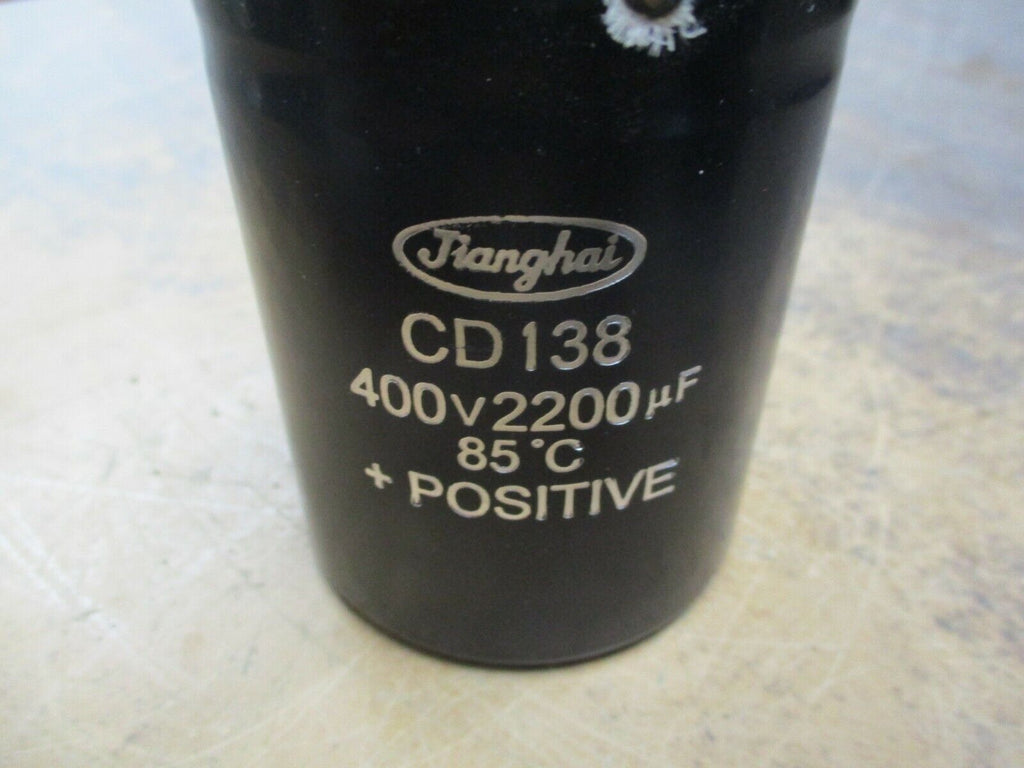 Jianghai
CD138
400V2200µF
85°C
+ POSITIVE